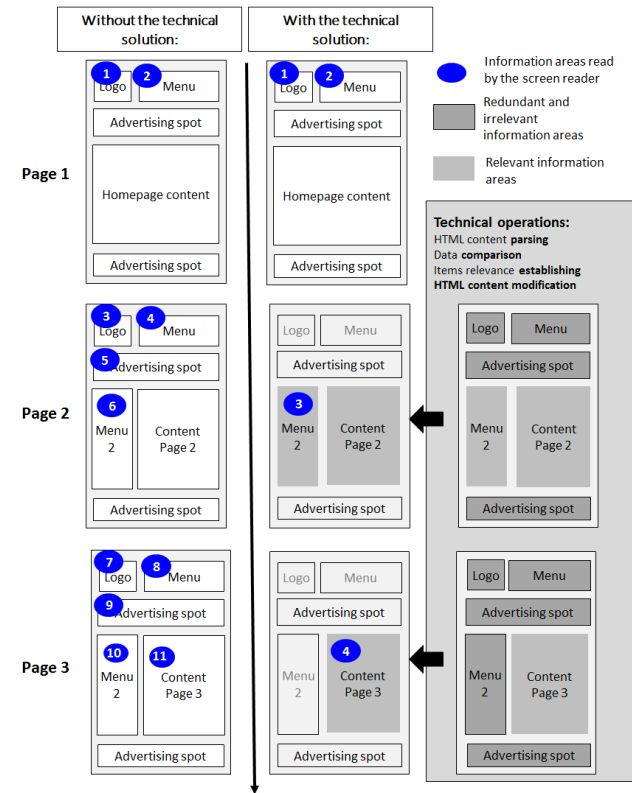 Without the technical
solution:
With the technical
solution:
Information areas read
by the screen reader
Redundant and
irrelevant
information areas
Relevant information
areas
Page 1
1
2
Logo
Menu
Advertising spot
Homepage content
Advertising spot
1
2
Logo
Menu
Advertising spot
Homepage content
Advertising spot
Technical operations:
HTML content parsing
Data comparison
Items relevance establishing
HTML content modification
Page 2
3
4
Logo
Menu
5
Advertising spot
6
Menu
2
Content
Page 2
Advertising spot
Logo
Menu
Advertising spot
3
Menu
2
Content
Page 2
Advertising spot
Logo
Menu
Advertising spot
Menu
2
Content
Page 2
Advertising spot
Page 3
7
8
Logo
Menu
9
Advertising spot
10
11
Menu
2
Content
Page 3
Advertising spot
Logo
Menu
Advertising spot
4
Menu
2
Content
Page 3
Advertising spot
Logo
Menu
Advertising spot
Menu
2
Content
Page 3
Advertising spot